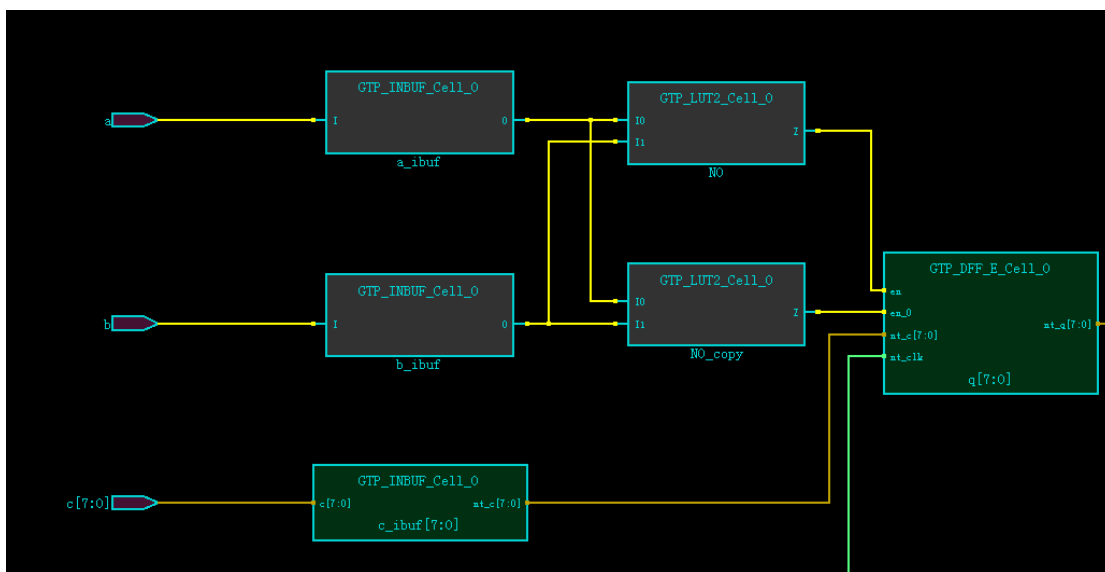 GTP_INBUF_Cell_0
a
I
O
a_ibuf
GTP_LUT2_Cell_0
I0
I1
Z
N0
GTP_INBUF_Cell_0
b
I
O
b_ibuf
GTP_LUT2_Cell_0
I0
I1
Z
N0_copy
GTP_DFF_E_Cell_0
en
en_0
nt_c[7:0]
nt_clk
nt_q[7:0]
q[7:0]
GTP_INBUF_Cell_0
c[7:0]
c[7:0]
nt_c[7:0]
c_ibuf[7:0]